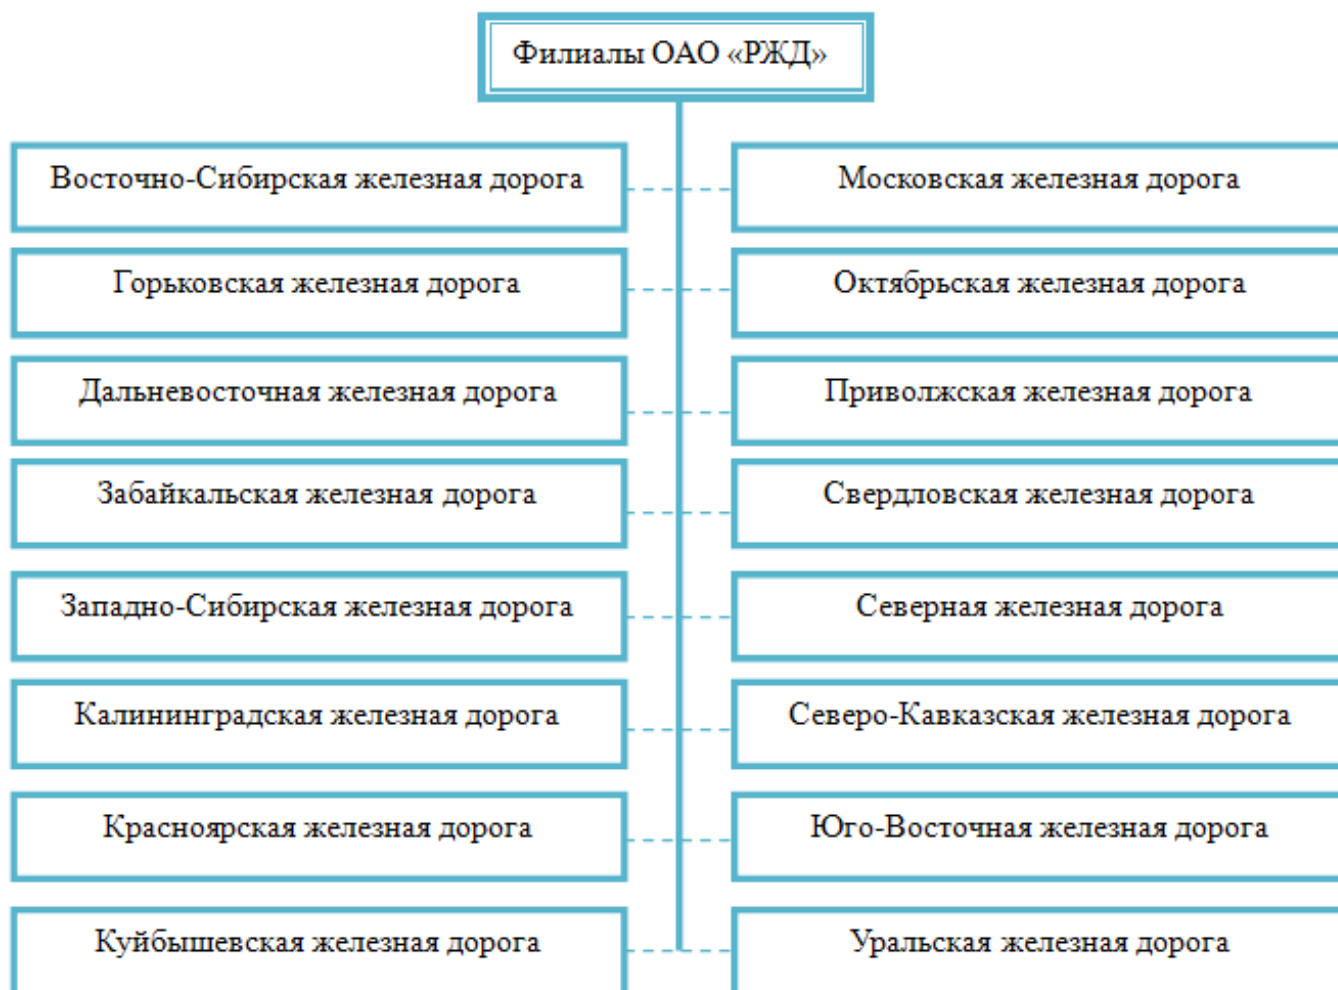 Филиалы ОАО «РЖД»
Восточно-Сибирская железная дорога
Московская железная дорога
Горьковская железная дорога
Октябрьская железная дорога
Дальневосточная железная дорога
Приволжская железная дорога
Забайкальская железная дорога
Свердловская железная дорога
Западно-Сибирская железная дорога
Северная железная дорога
Калининградская железная дорога
Северо-Кавказская железная дорога
Красноярская железная дорога
Юго-Восточная железная дорога
Куйбышевская железная дорога
Уральская железная дорога